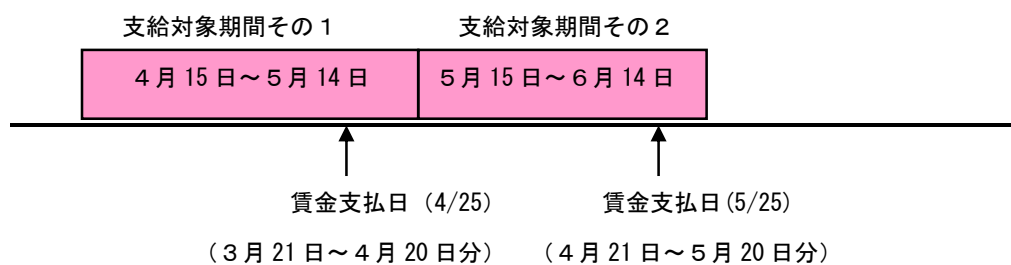 支給対象期間その１ 支給対象期間その２
４月 15 日～５月 14 日 ５月 15 日～６月 14 日
賃金支払日（4/25） 賃金支払日(5/25)
（３月 21 日～４月 20 日分） （４月 21 日～５月 20 日分）